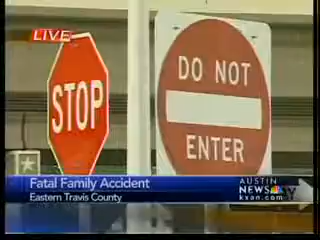 LIVE
STOP
DO NOT
ENTER
Fatal Family Accident
Eastern Travis County
AUSTIN
NEWS
kxan.com